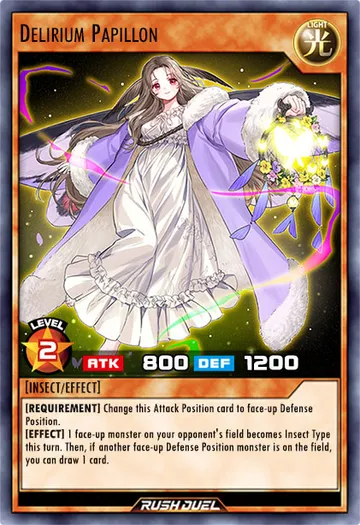 DELIRIUM PAPILLON
LIGHT
光
LEVEL
2
ATK 800 DEF 1200
[INSECT/EFFECT]
[REQUIREMENT] Change this Attack Position card to face-up Defense
Position.
[EFFECT] 1 face-up monster on your opponent's field becomes Insect Type
this turn. Then, if another face-up Defense Position monster is on the field,
you can draw 1 card.
RUSH DUEL